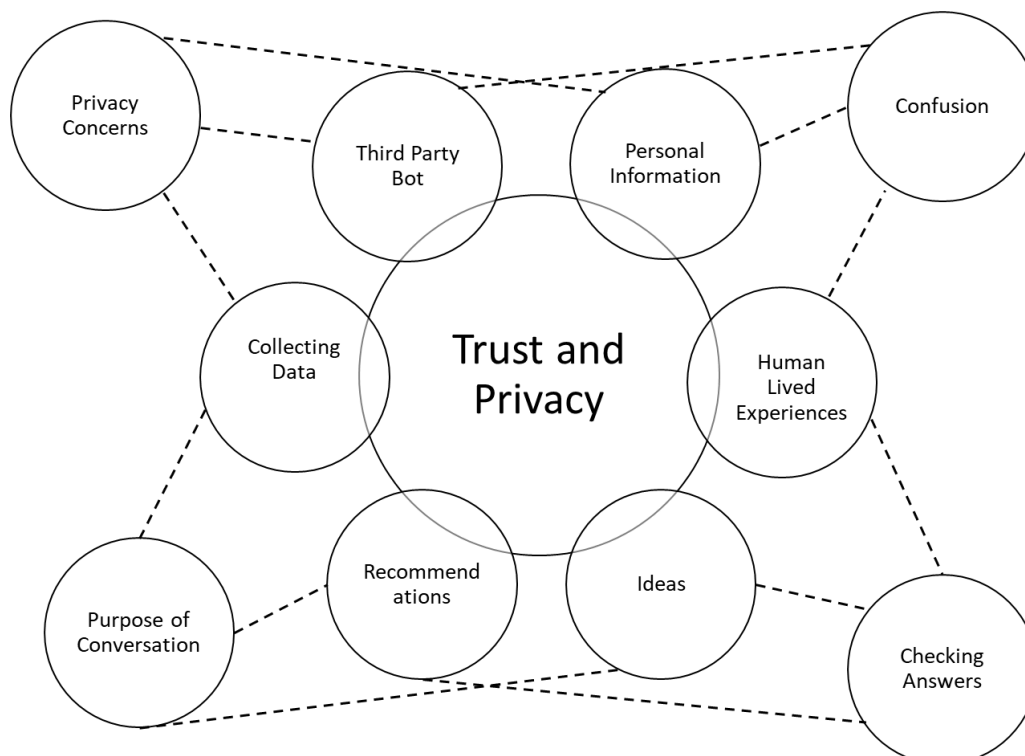 Privacy
Concerns
Third Party
Bot
Personal
Information
Confusion
Collecting
Data
Trust and
Privacy
Human
Lived
Experiences
Purpose of
Conversation
Recommend
ations
Ideas
Checking
Answers